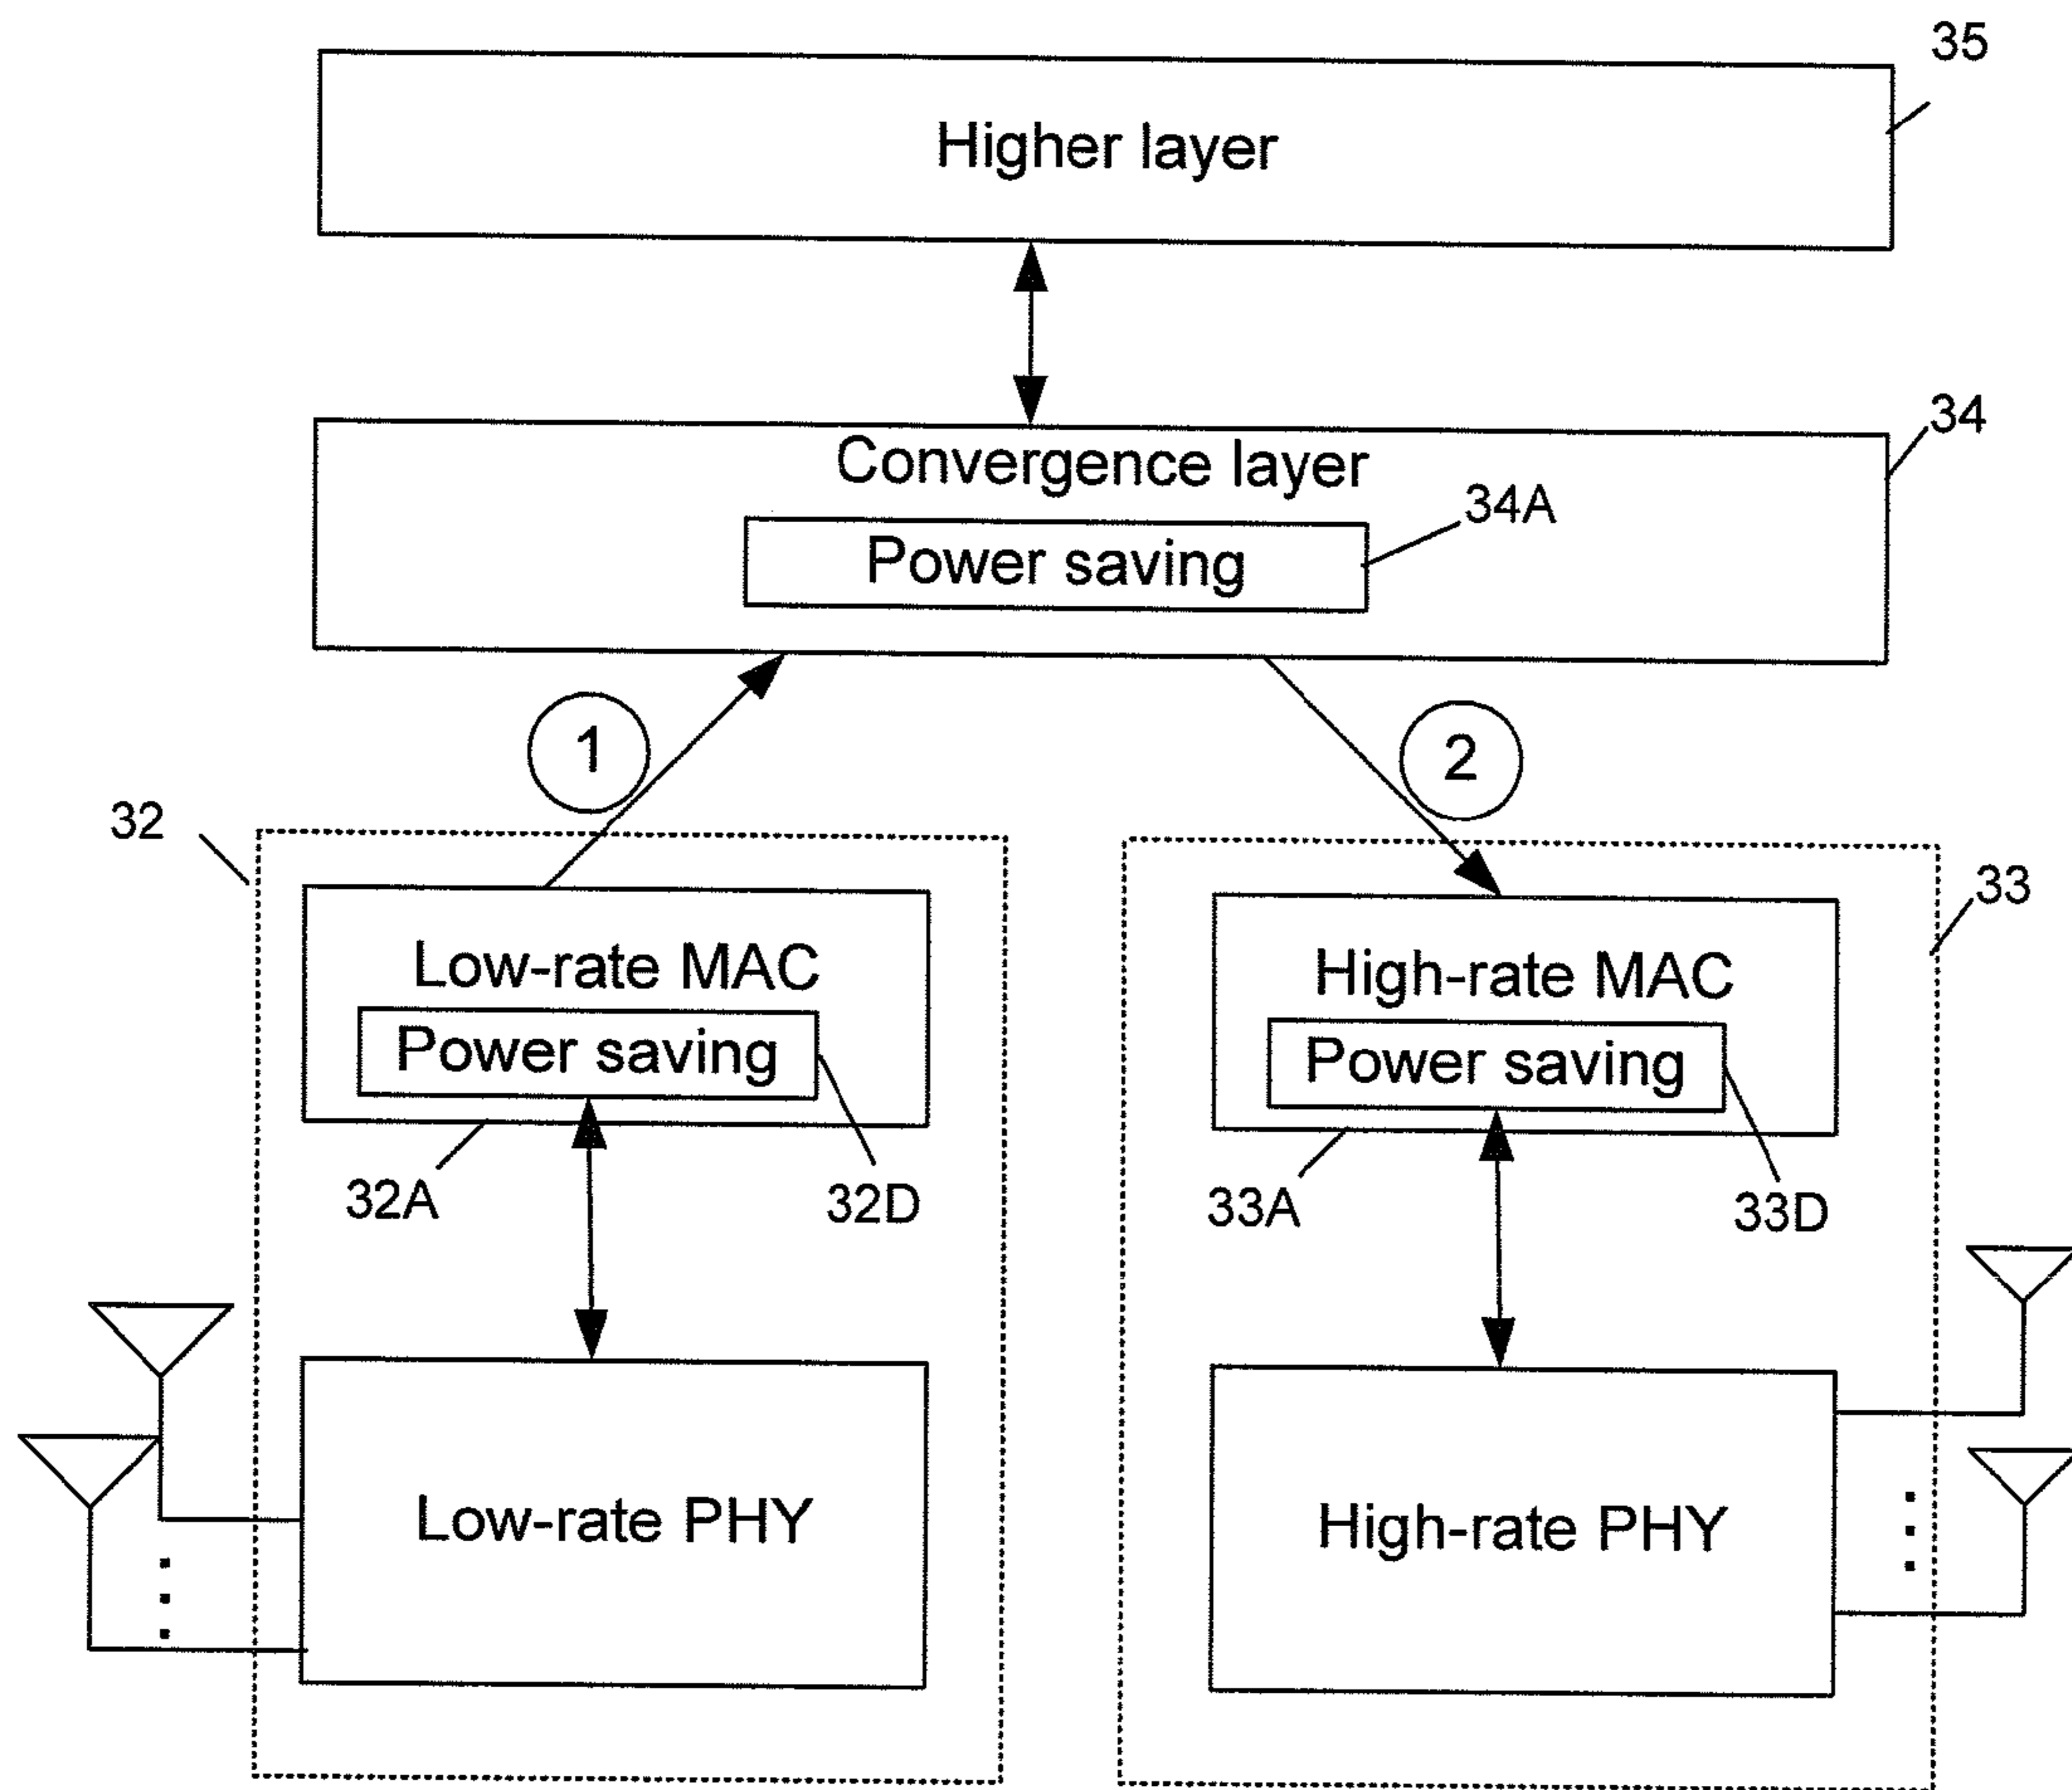 35
Higher layer
34
Convergence layer
34A
Power saving
1
2
32
33
Low-rate MAC
High-rate MAC
Power saving
Power saving
32A
32D
33A
33D
Low-rate PHY
High-rate PHY